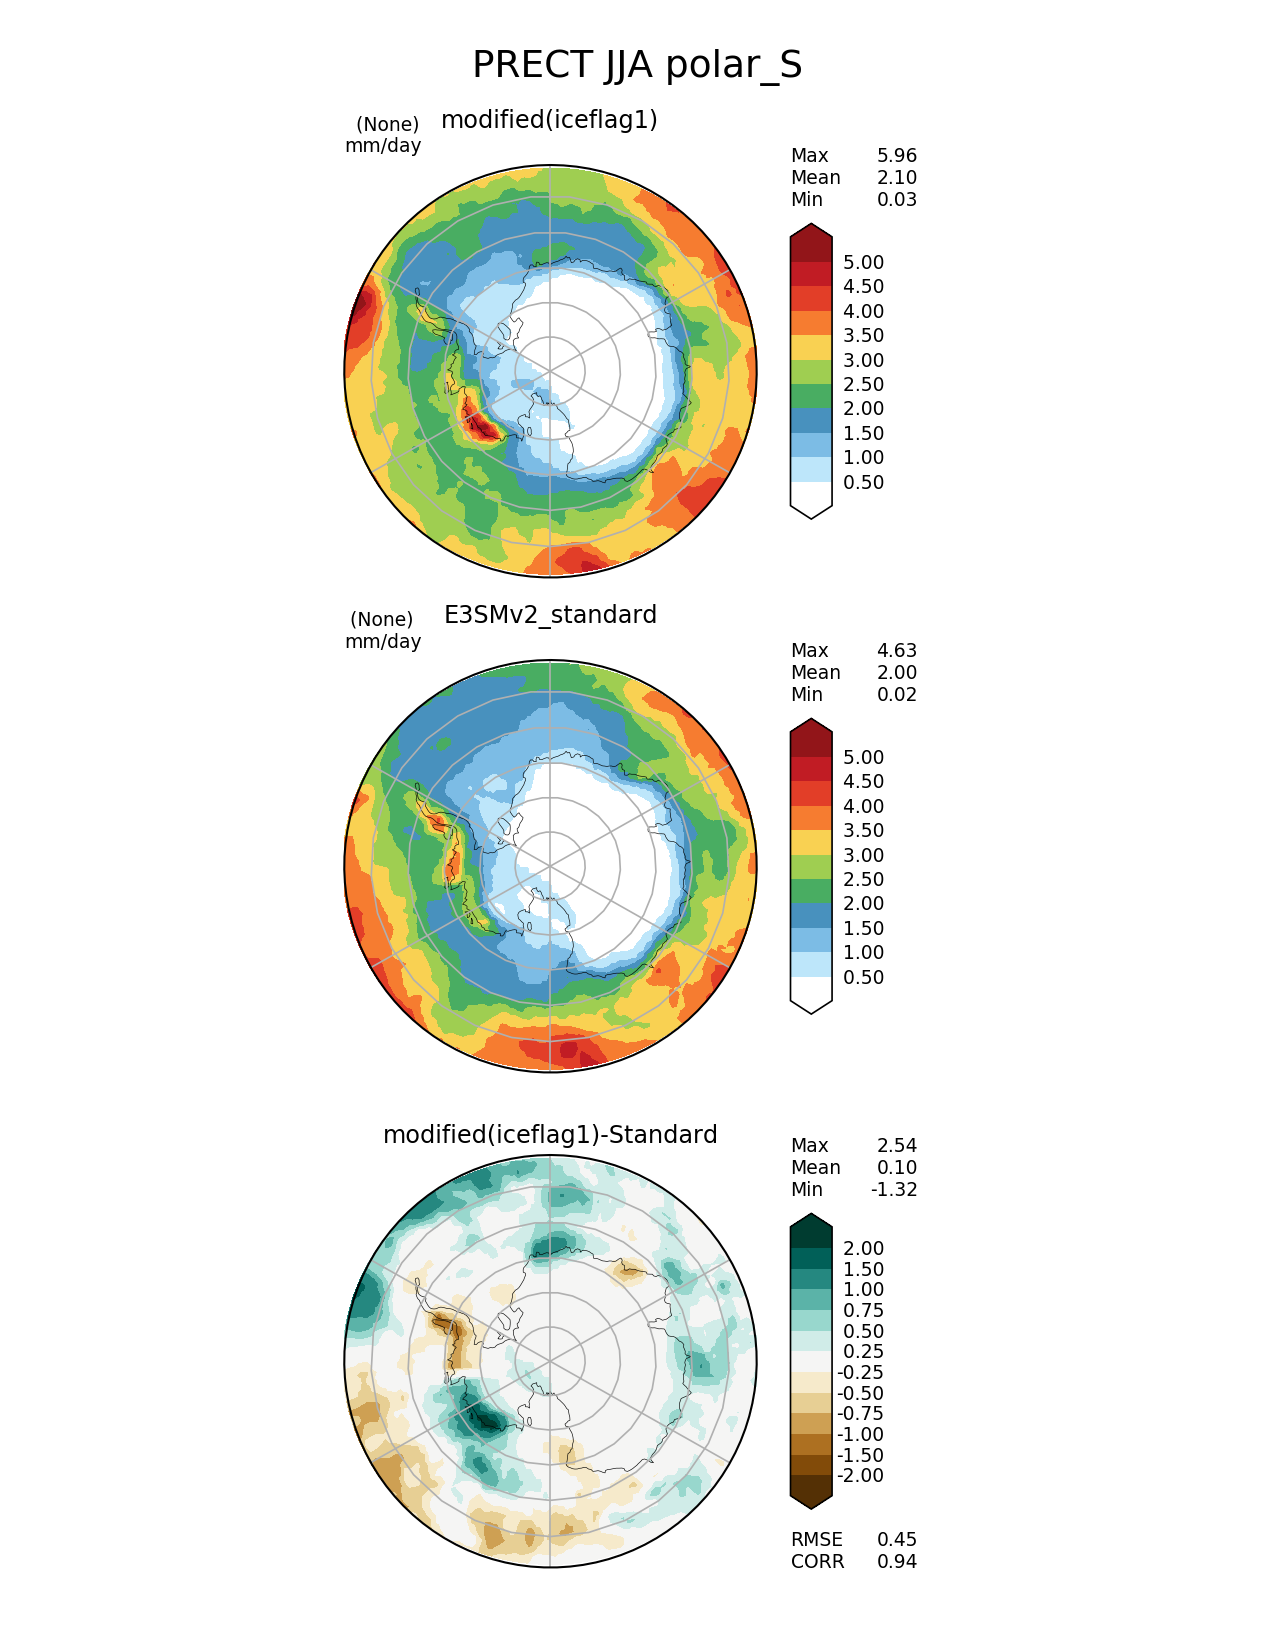 PRECT JJA polar_S
(None)
mm/day
modified(iceflag1)
Max 5.96
Mean 2.10
Min 0.03
5.00
4.50
4.00
3.50
3.00
2.50
2.00
1.50
1.00
0.50
(None)
mm/day
E3SMv2_standard
Max 4.63
Mean 2.00
Min 0.02
5.00
4.50
4.00
3.50
3.00
2.50
2.00
1.50
1.00
0.50
modified(iceflag1)-Standard
Max 2.54
Mean 0.10
Min -1.32
2.00
1.50
1.00
0.75
0.50
0.25
-0.25
-0.50
-0.75
-1.00
-1.50
-2.00
RMSE 0.45
CORR 0.94